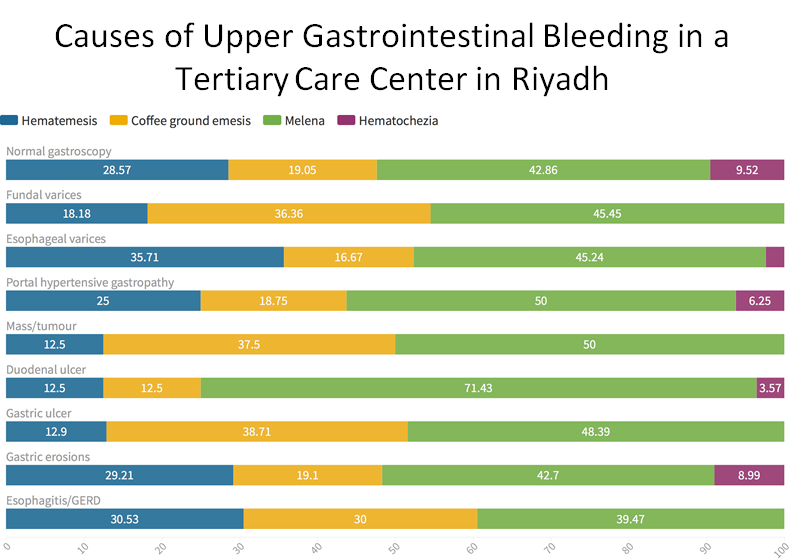 Causes of Upper Gastrointestinal Bleeding in a
Tertiary Care Center in Riyadh
Hematemesis Coffee ground emesis Melena Hematochezia
Normal gastroscopy
28.57 19.05 42.86 9.52
Fundal varices
18.18 36.36 45.45
Esophageal varices
35.71 16.67 45.24
Portal hypertensive gastropathy
25 18.75 50 6.25
Mass/tumour
12.5 37.5 50
Duodenal ulcer
12.5 12.5 71.43 3.57
Gastric ulcer
12.9 38.71 48.39
Gastric erosions
29.21 19.1 42.7 8.99
Esophagitis/GERD
30.53 30 39.47
0 10 20 30 40 50 60 70 80 90 100